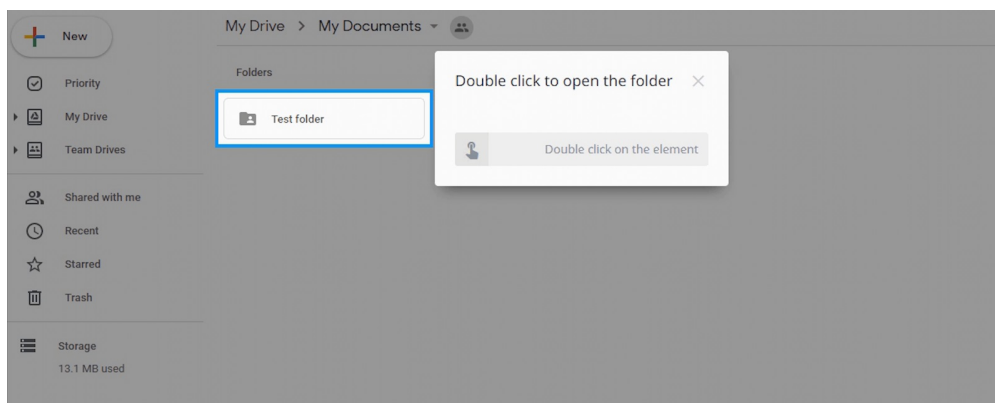 New
Priority
My Drive
Team Drives
Shared with me
Recent
Starred
Trash
Storage
13.1 MB used
My Drive > My Documents
Folders
Test folder
Double click to open the folder
Double click on the element